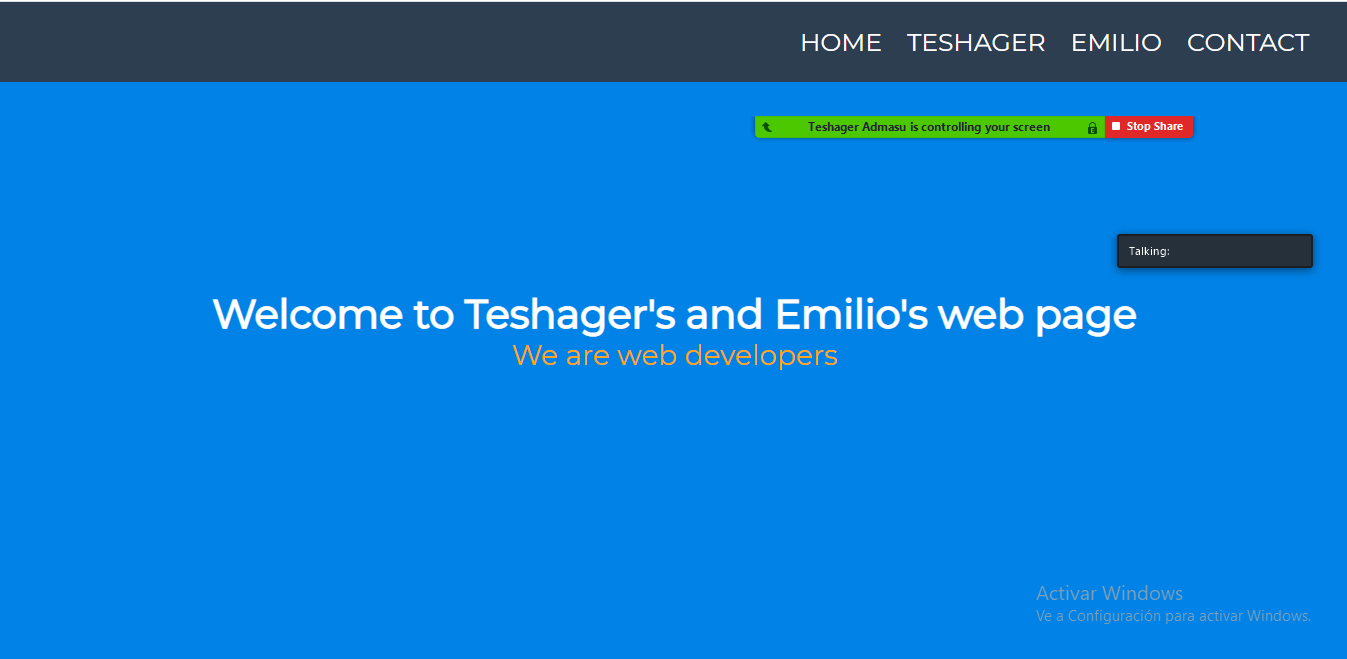 HOME TESHAGER EMILIO CONTACT
Teshager Admasu is controlling your screen Stop Share
Talking:
Welcome to Teshager's and Emilio's web page
We are web developers
Activar Windows
Ve a Configuración para activar Windows.